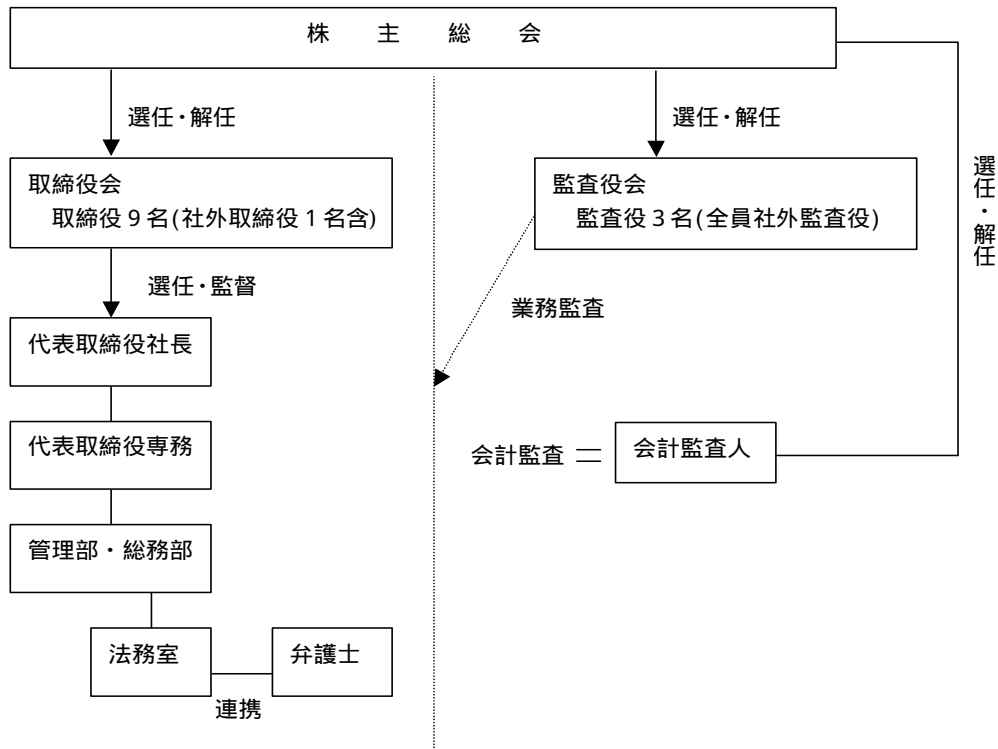 株主総会
選任・解任
選任・解任
取締役会
取締役９名(社外取締役１名含)
監査役会
監査役３名(全員社外監査役)
選任・解任
選任・監督
業務監査
代表取締役社長
代表取締役専務
会計監査
会計監査人
管理部・総務部
法務室
弁護士
連携